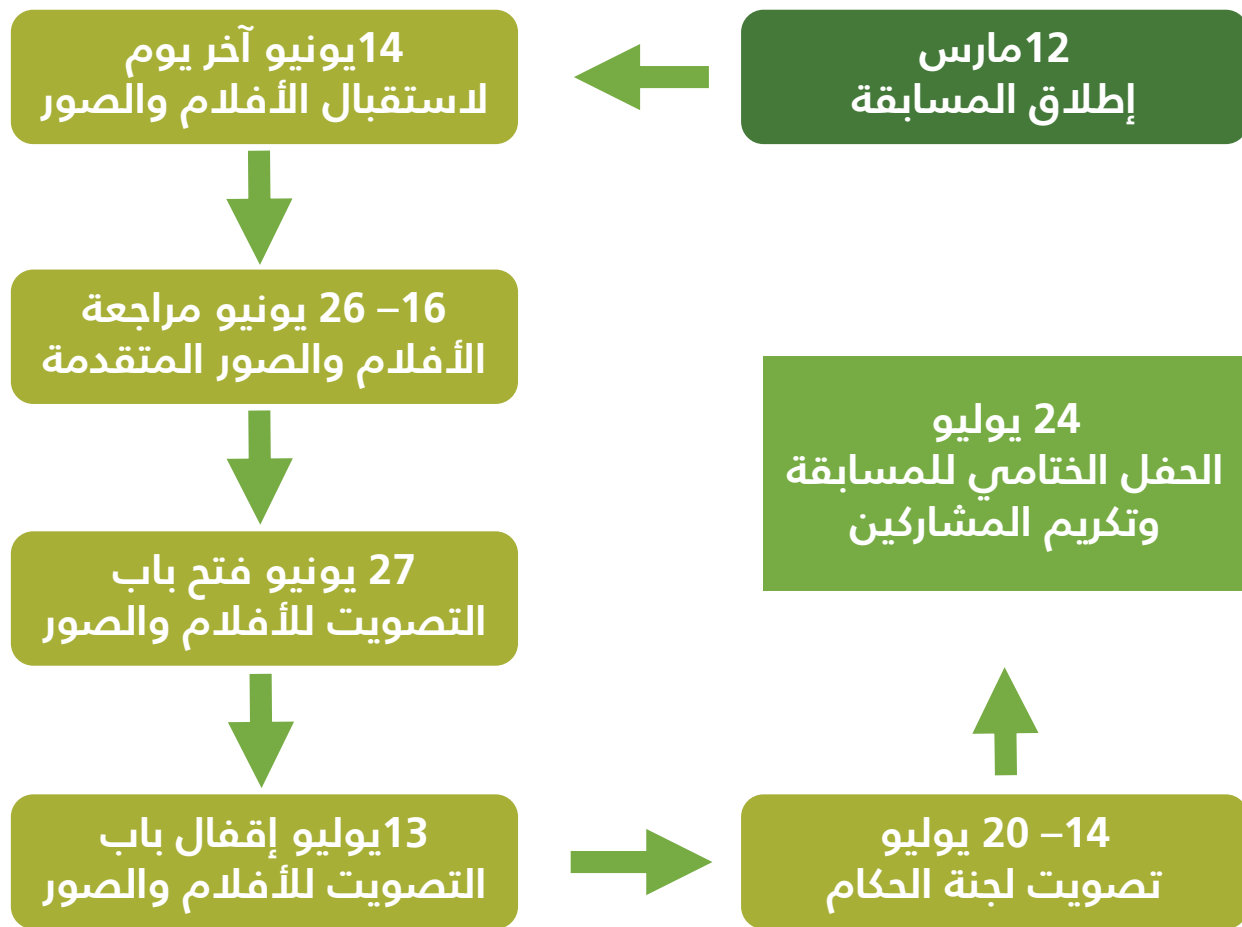 12مارس
إطلاق المسابقة
14يونيو آخر يوم
لاستقبال الأفلام والصور
16– 26 يونيو مراجعة
الأفلام والصور المتقدمة
27 يونيو فتح باب
التصويت للأفلام والصور
13يوليو إقفال باب
التصويت للأفلام والصور
14– 20 يوليو
تصويت لجنة الحكام
24 يوليو
الحفل الختامي للمسابقة
وتكريم المشاركين